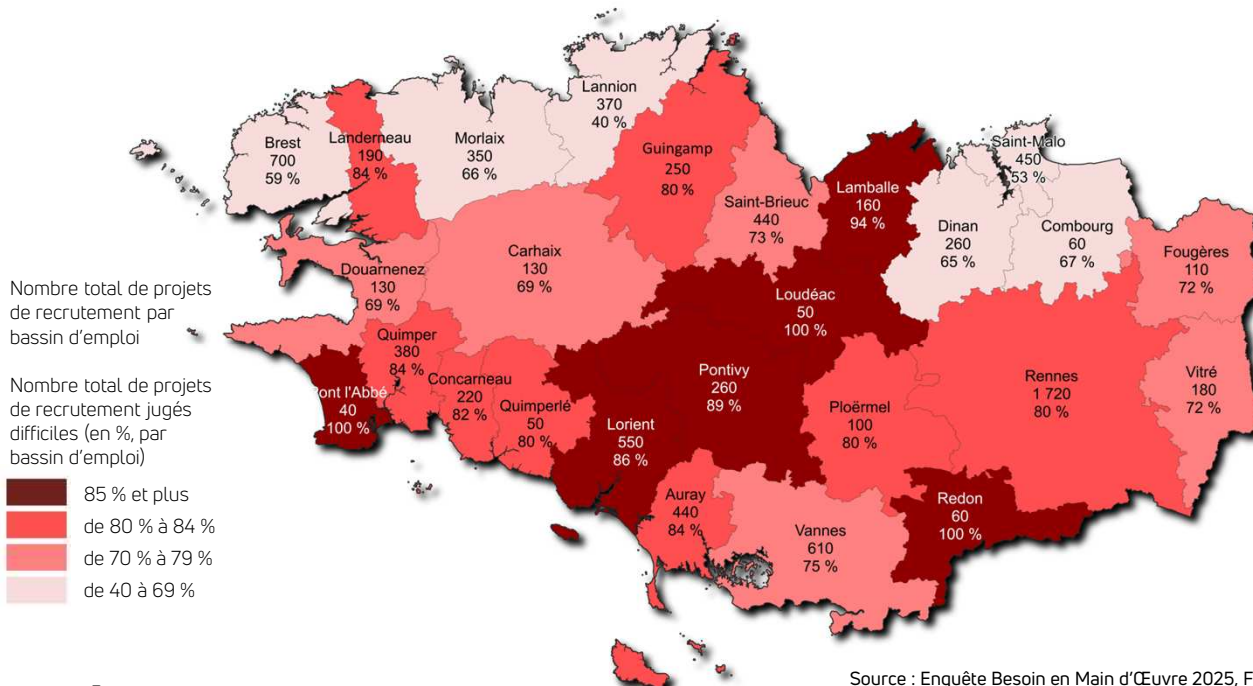 Lannion
370
40 %
Brest
700
59 %
Landerneau
190
84 %
Morlaix
350
66 %
Guingamp
250
80 %
Saint-Malo
450
53 %
Lamballe
160
94 %
Saint-Brieuc
440
73 %
Dinan
260
65 %
Combourg
60
67 %
Fougères
110
72 %
Carhaix
130
69 %
Douarnenez
130
69 %
Loudéac
50
100 %
Nombre total de projets
de recrutement par
bassin d'emploi
Quimper
380
84 %
Pontivy
260
89 %
Rennes
1 720
80 %
Vitré
180
72 %
Nombre total de projets
de recrutement jugés
difficiles (en %, par
bassin d'emploi)
Pont l'Abbé
40
100 %
Concarneau
220
82 %
Quimperlé
50
80 %
Lorient
550
86 %
Ploërmel
100
80 %
85 % et plus
de 80 % à 84 %
de 70 % à 79 %
de 40 à 69 %
Auray
440
84 %
Vannes
610
75 %
Redon
60
100 %
Source : Enquête Besoin en Main d'Œuvre 2025, F